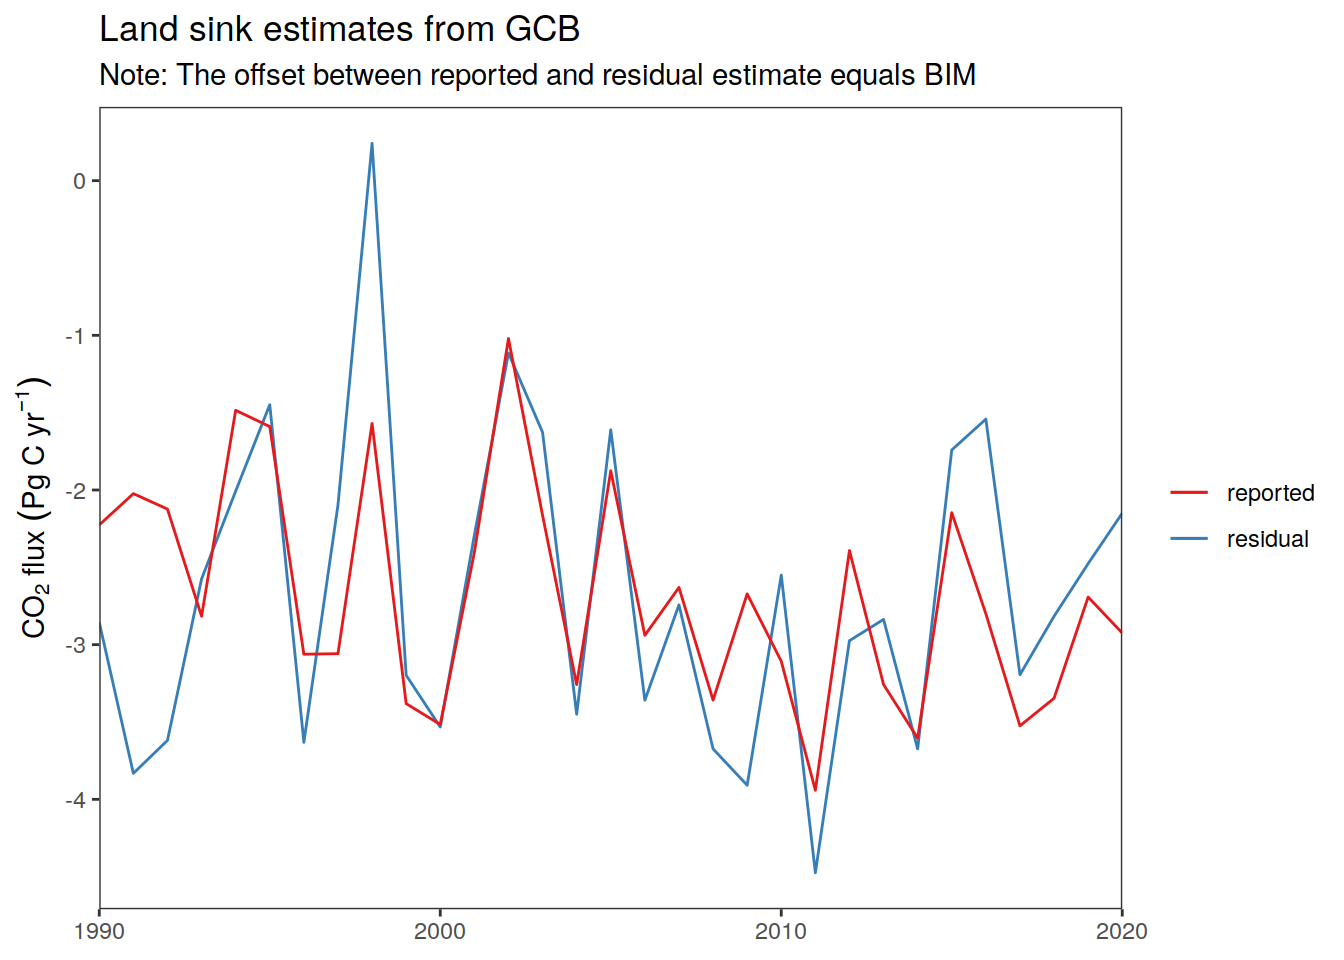 Land sink estimates from GCB
Note: The offset between reported and residual estimate equals BIM
CO₂ flux (Pg C yr⁻¹)
0
-1
-2
-3
-4
1990 2000 2010 2020
reported
residual